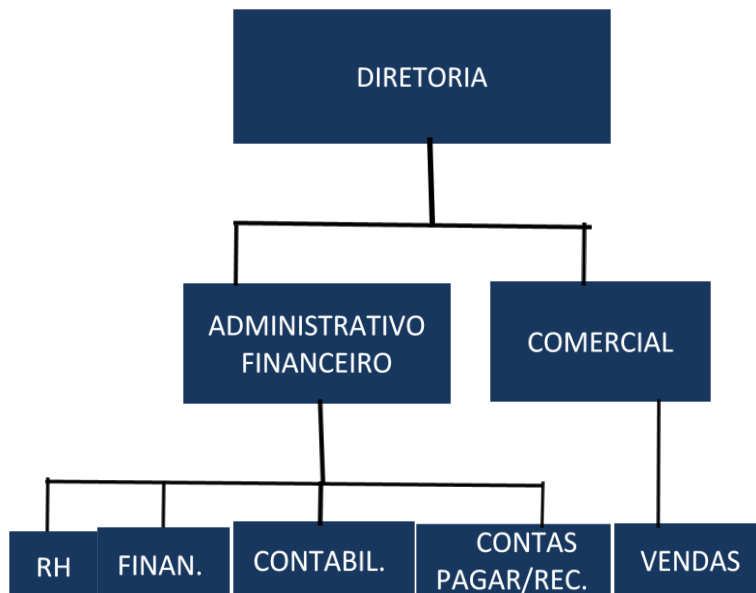 DIRETORIA
ADMINISTRATIVO
FINANCEIRO
COMERCIAL
RH
FINAN.
CONTABIL.
CONTAS
PAGAR/REC.
VENDAS